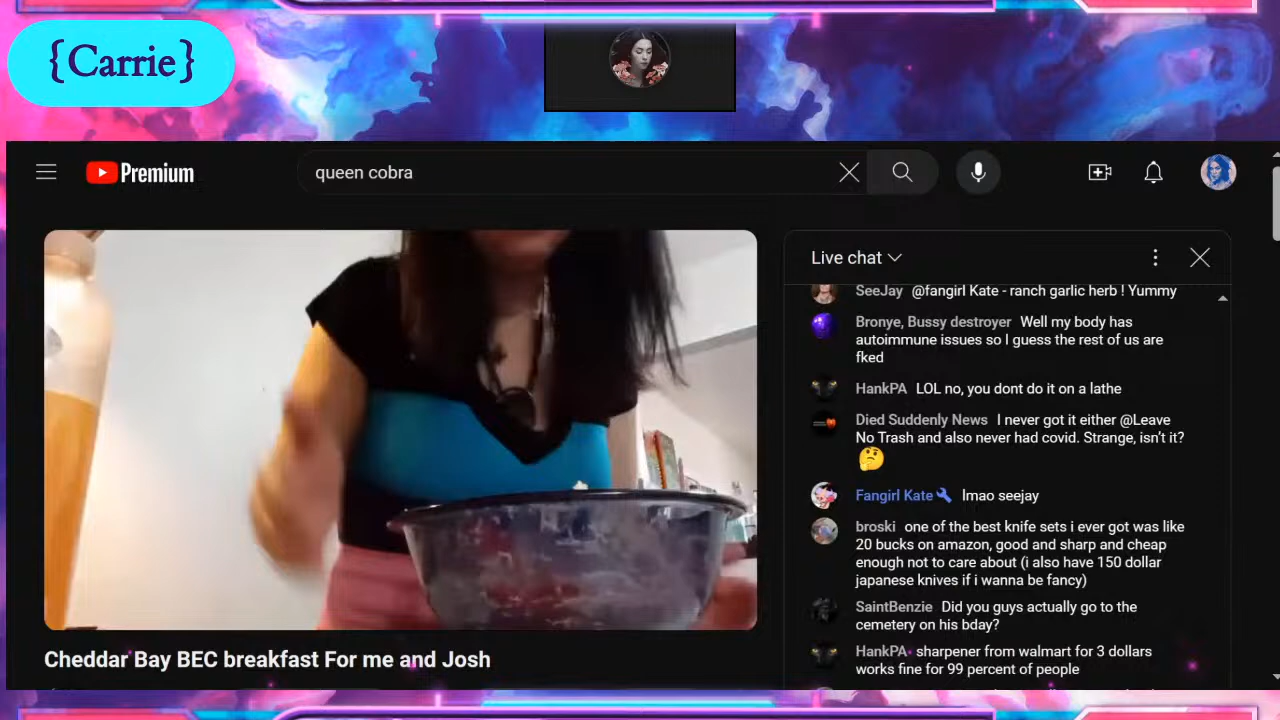 {Carrie}
Premium
queen cobra
Live chat
SeeJay @fangirl Kate - ranch garlic herb ! Yummy
Bronye, Bussy destroyer Well my body has
autoimmune issues so I guess the rest of us are
fked
HankPA LOL no, you dont do it on a lathe
Died Suddenly News I never got it either @Leave
No Trash and also never had covid. Strange, isn't it?
🤔
Fangirl Kate lmao seejay
broski one of the best knife sets i ever got was like
20 bucks on amazon, good and sharp and cheap
enough not to care about (i also have 150 dollar
japanese knives if i wanna be fancy)
SaintBenzie Did you guys actually go to the
cemetery on his bday?
HankPA sharpener from walmart for 3 dollars
works fine for 99 percent of people
Cheddar Bay BEC breakfast For me and Josh